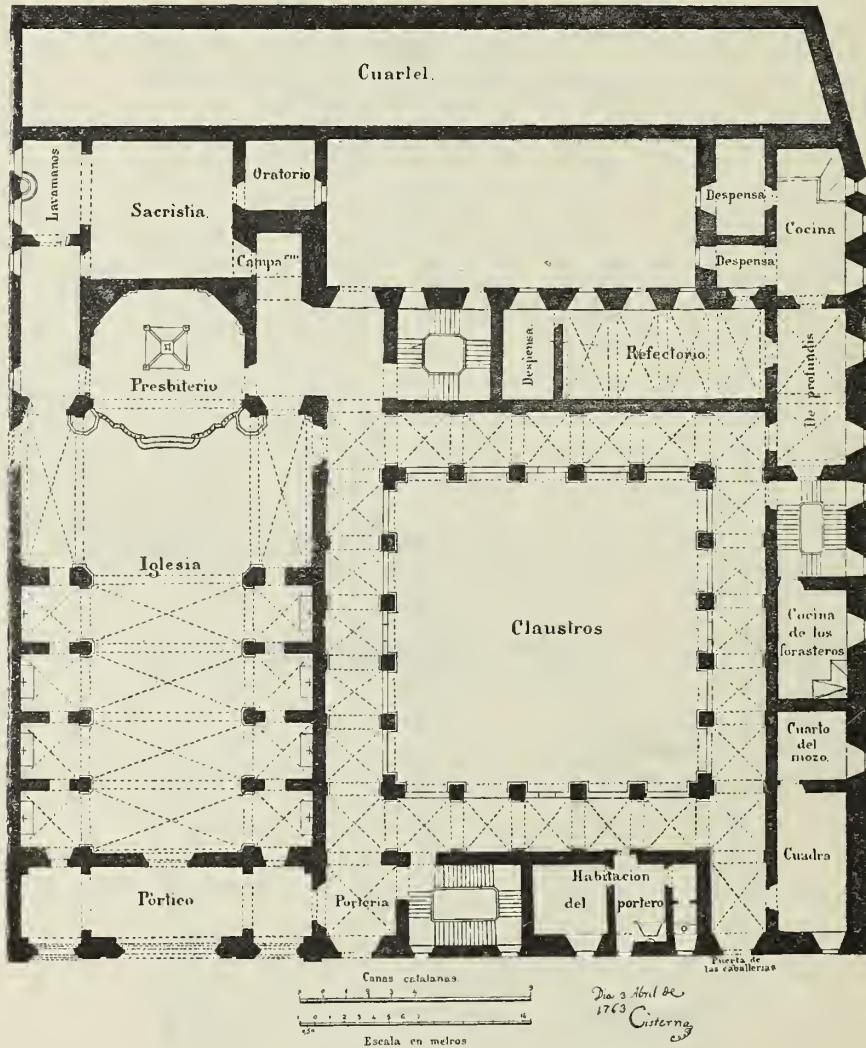 Cuartel.
Lavamanos
Sacristia.
Oratorio
Despensa
Cocina
Campa.ⁿᵃ
Despensa
Presbiterio
Despensa.
Refectorio
De profundis
Iglesia
Claustros
Cocina
de los
forasteros
Cuarto
del
mozo.
Cuadra
Pórtico
Porteria
Habitacion
del portero
Puerta de
las caballerias
Canas catalanas.
Escala en metros
Dia 3 Abril de
1763
Cisterna